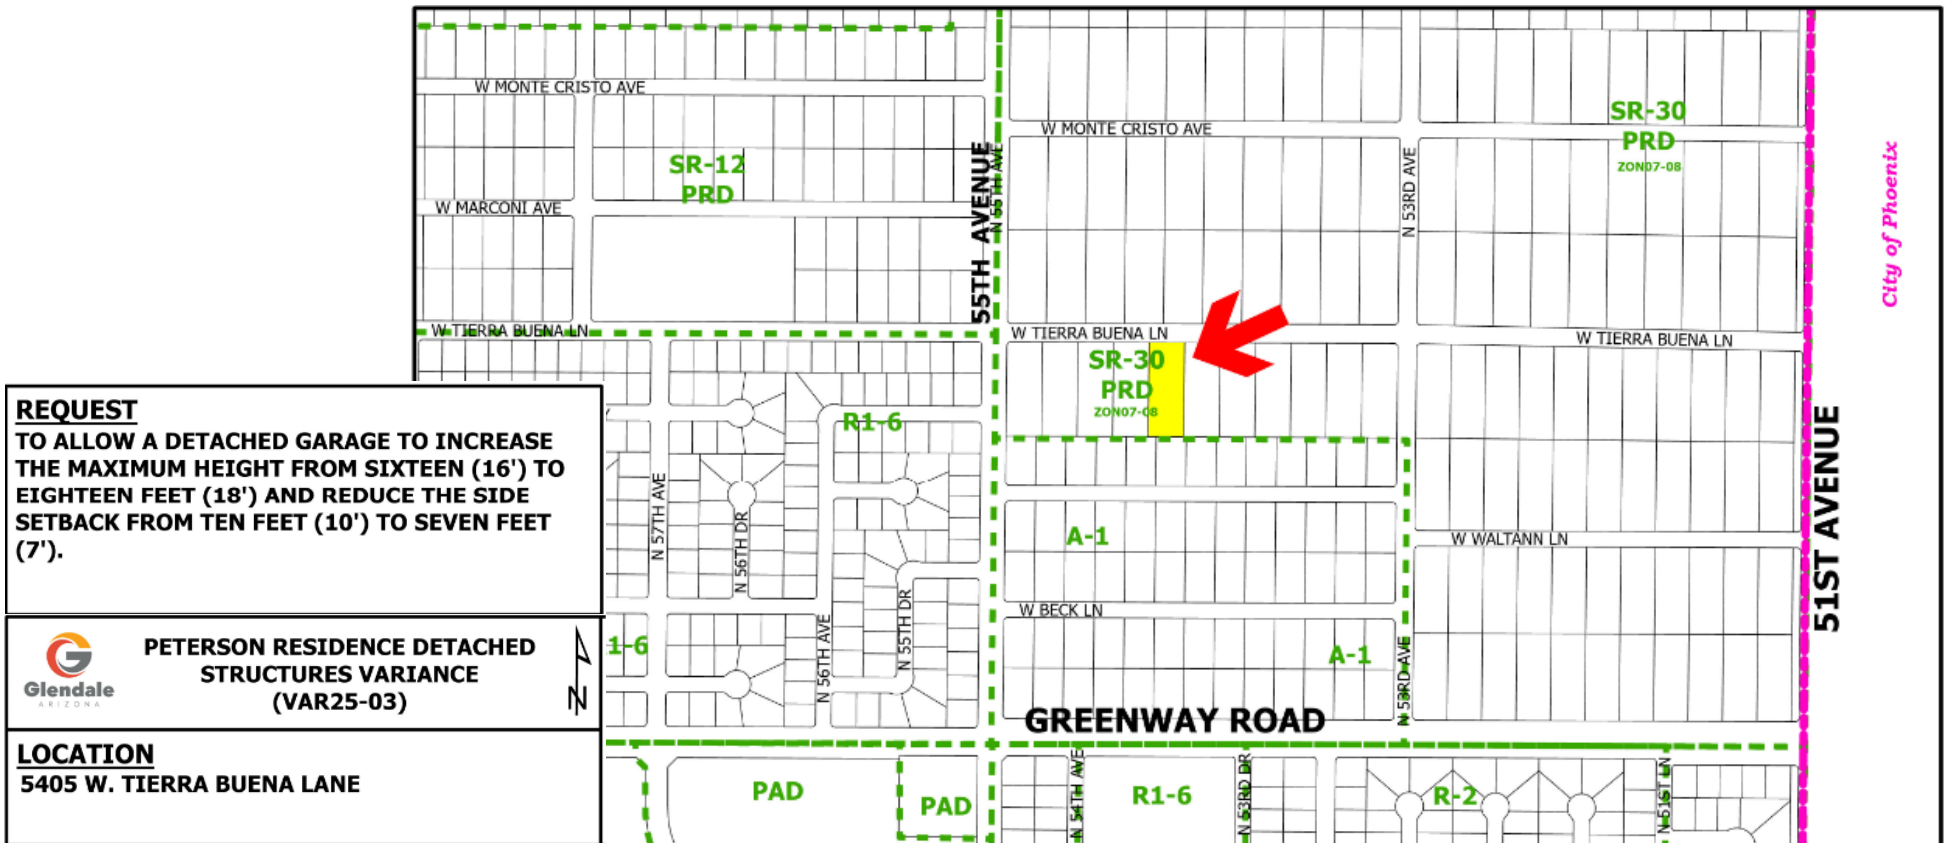 W MONTE CRISTO AVE
W MONTE CRISTO AVE
SR-30
PRD
ZON07-08
SR-12
PRD
W MARCONI AVE
55TH AVENUE
N 55TH AVE
N 53RD AVE
City of Phoenix
W TIERRA BUENA LN
W TIERRA BUENA LN
W TIERRA BUENA LN
SR-30
PRD
ZON07-08
R1-6
REQUEST
TO ALLOW A DETACHED GARAGE TO INCREASE
THE MAXIMUM HEIGHT FROM SIXTEEN (16') TO
EIGHTEEN FEET (18') AND REDUCE THE SIDE
SETBACK FROM TEN FEET (10') TO SEVEN FEET
(7').
N 57TH AVE
N 56TH DR
A-1
W WALTANN LN
51ST AVENUE
W BECK LN
N 56TH AVE
N 55TH DR
1-6
A-1
N 53RD AVE
Glendale
ARIZONA
PETERSON RESIDENCE DETACHED
STRUCTURES VARIANCE
(VAR25-03)
N
GREENWAY ROAD
LOCATION
5405 W. TIERRA BUENA LANE
PAD
PAD
N 54TH AVE
R1-6
N 53RD DR
R-2
N 51ST LN